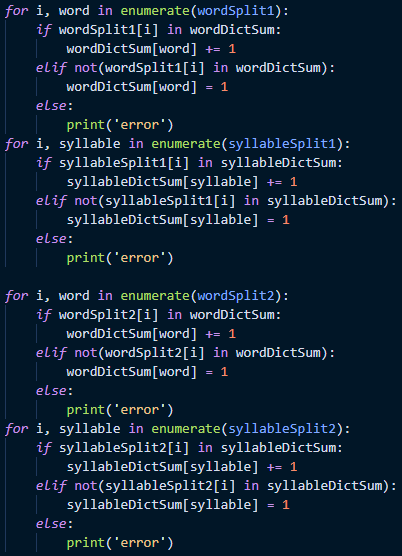 for i, word in enumerate(wordSplit1):
    if wordSplit1[i] in wordDictSum:
        wordDictSum[word] += 1
    elif not(wordSplit1[i] in wordDictSum):
        wordDictSum[word] = 1
    else:
        print('error')
for i, syllable in enumerate(syllableSplit1):
    if syllableSplit1[i] in syllableDictSum:
        syllableDictSum[syllable] += 1
    elif not(syllableSplit1[i] in syllableDictSum):
        syllableDictSum[syllable] = 1
    else:
        print('error')

for i, word in enumerate(wordSplit2):
    if wordSplit2[i] in wordDictSum:
        wordDictSum[word] += 1
    elif not(wordSplit2[i] in wordDictSum):
        wordDictSum[word] = 1
    else:
        print('error')
for i, syllable in enumerate(syllableSplit2):
    if syllableSplit2[i] in syllableDictSum:
        syllableDictSum[syllable] += 1
    elif not(syllableSplit2[i] in syllableDictSum):
        syllableDictSum[syllable] = 1
    else:
        print('error')